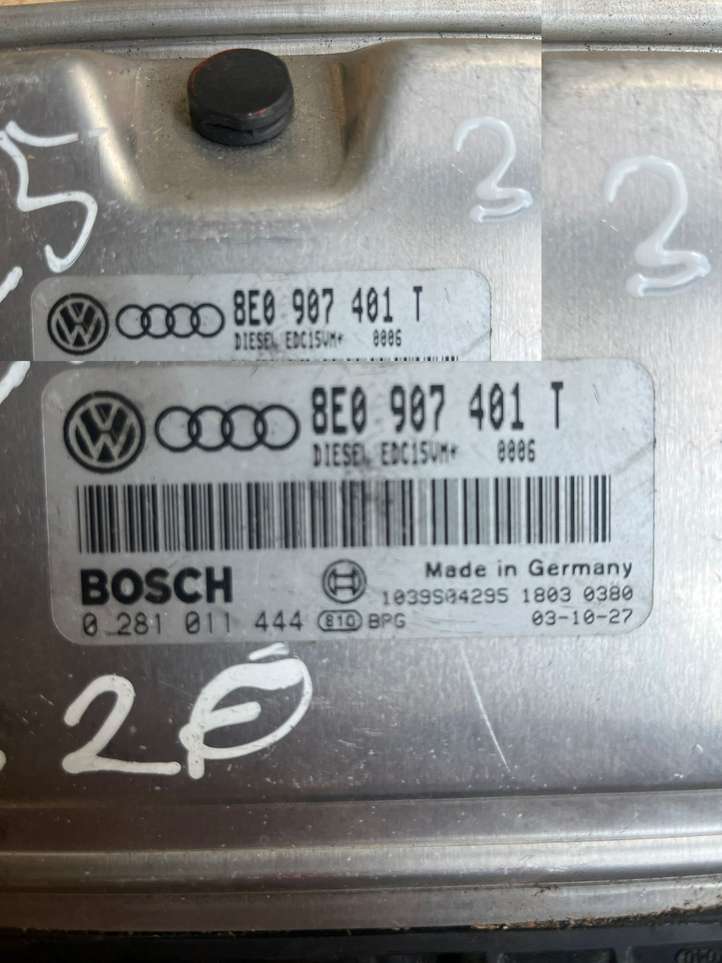 25
3
3
8E0 907 401 T
DIESEL EDC15VM+ 0006
8E0 907 401 T
DIESEL EDC15VM+ 0006
BOSCH
Made in Germany
1039S04295 1803 0380
0 281 011 444 810 BPG 03-10-27